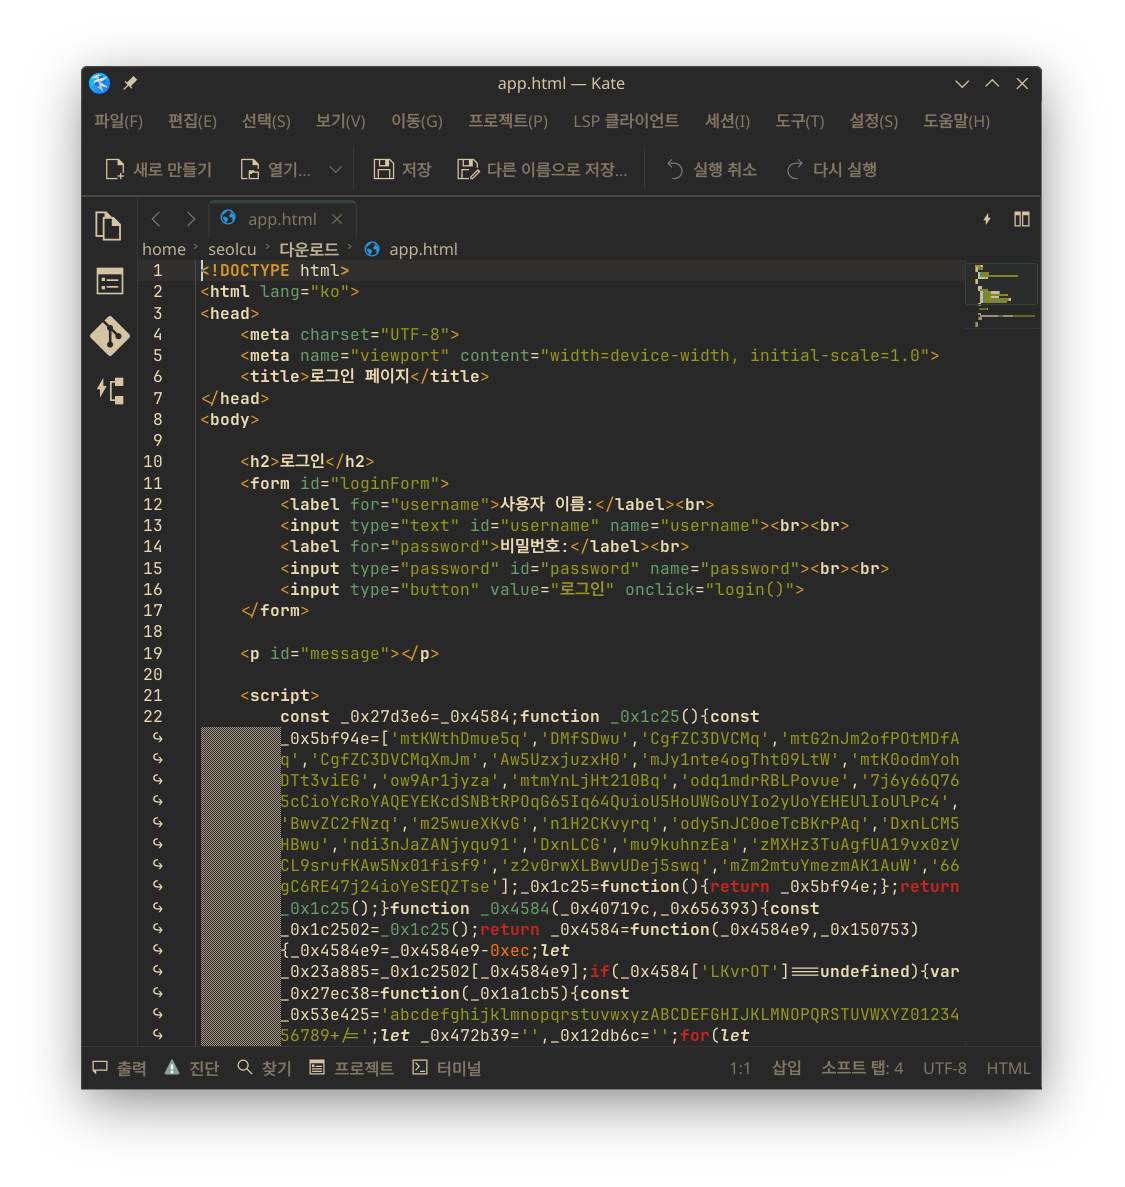 app.html — Kate
파일(F) 편집(E) 선택(S) 보기(V) 이동(G) 프로젝트(P) LSP 클라이언트 세션(I) 도구(T) 설정(S) 도움말(H)
새로 만들기 열기... 저장 다른 이름으로 저장... 실행 취소 다시 실행
app.html
home › seolcu › 다운로드 › app.html
1 <!DOCTYPE html>
2 <html lang="ko">
3 <head>
4 <meta charset="UTF-8">
5 <meta name="viewport" content="width=device-width, initial-scale=1.0">
6 <title>로그인 페이지</title>
7 </head>
8 <body>
9
10 <h2>로그인</h2>
11 <form id="loginForm">
12 <label for="username">사용자 이름:</label><br>
13 <input type="text" id="username" name="username"><br><br>
14 <label for="password">비밀번호:</label><br>
15 <input type="password" id="password" name="password"><br><br>
16 <input type="button" value="로그인" onclick="login()">
17 </form>
18
19 <p id="message"></p>
20
21 <script>
22 const _0x27d3e6=_0x4584;function _0x1c25(){const
_0x5bf94e=['mtKWthDmue5q','DMfSDwu','CgfZC3DVCMq','mtG2nJm2ofPOtMDfA
q','CgfZC3DVCMqXmJm','Aw5UzxjuzxH0','mJy1nte4ogTht09LtW','mtK0odmYoh
DTt3viEG','ow9Ar1jyza','mtmYnLjHt210Bq','odq1mdrRBLPovue','7j6y66Q76
5cCioYcRoYAQEYEKcdSNBtRPOqG65Iq64QuioU5HoUWGoUYIo2yUoYEHEUlIoUlPc4',
'BwvZC2fNzq','m25wueXKvG','n1H2CKvyrq','ody5nJC0oeTcBKrPAq','DxnLCM5
HBwu','ndi3nJaZANjyqu91','DxnLCG','mu9kuhnzEa','zMXHz3TuAgfUA19vx0zV
CL9srufKAw5Nx01fisf9','z2v0rwXLBwvUDej5swq','mZm2mtuYmezmAK1AuW','66
gC6RE47j24ioYeSEQZTse'];_0x1c25=function(){return _0x5bf94e;};return
_0x1c25();}function _0x4584(_0x40719c,_0x656393){const
_0x1c2502=_0x1c25();return _0x4584=function(_0x4584e9,_0x150753)
{_0x4584e9=_0x4584e9-0xec;let
_0x23a885=_0x1c2502[_0x4584e9];if(_0x4584['LKvrOT']===undefined){var
_0x27ec38=function(_0x1a1cb5){const
_0x53e425='abcdefghijklmnopqrstuvwxyzABCDEFGHIJKLMNOPQRSTUVWXYZ01234
56789+/=';let _0x472b39='',_0x12db6c='';for(let
출력 진단 찾기 프로젝트 터미널 1:1 삽입 소프트 탭: 4 UTF-8 HTML